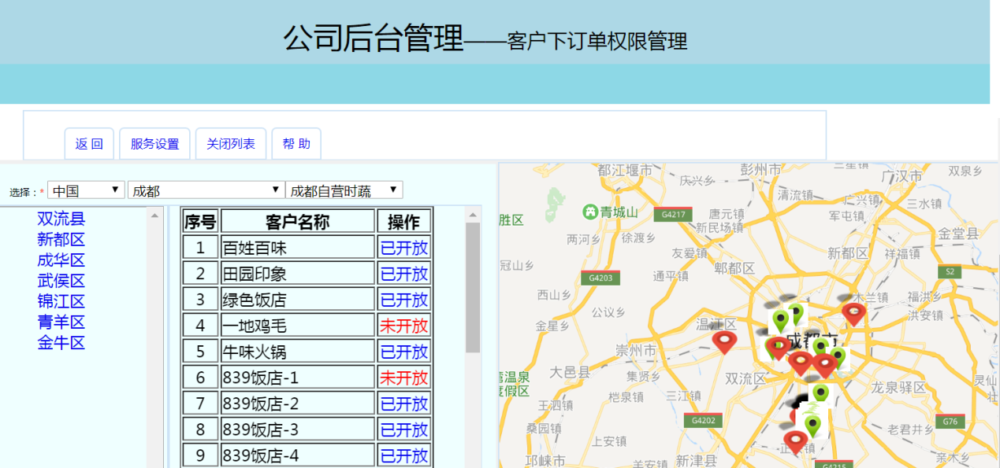 公司后台管理——客户下订单权限管理
返 回
服务设置
关闭列表
帮 助
选择：*
中国
成都
成都自营时蔬
双流县
新都区
成华区
武侯区
锦江区
青羊区
金牛区
序号 客户名称 操作
1 百姓百味 已开放
2 田园印象 已开放
3 绿色饭店 已开放
4 一地鸡毛 未开放
5 牛味火锅 已开放
6 839饭店-1 未开放
7 839饭店-2 已开放
8 839饭店-3 已开放
9 839饭店-4 已开放
都江堰市
彭州市
三星镇
广汉市
双泉乡
庆兴乡
清流镇
广兴镇
三水镇
胜区
青城山
G4217
唐元镇
军屯镇
新民场镇
金堂县
两河乡
徐渡乡
友爱镇
新都区
祥福镇
冠山乡
郫都区
G4203
通平镇
S2
西山乡
木兰镇
福洪乡
公议乡
洪安镇
金星乡
温江区
成都市
崇州市
大邑县
集贤乡
双流区
龙泉驿区
灵仙
温泉
度假区
桤泉镇
三江镇
壮
王泗镇
G4202
G76
桑园镇
老君井乡
上安镇
邛崃市
羊安镇
新津县
亲木乡
G4215